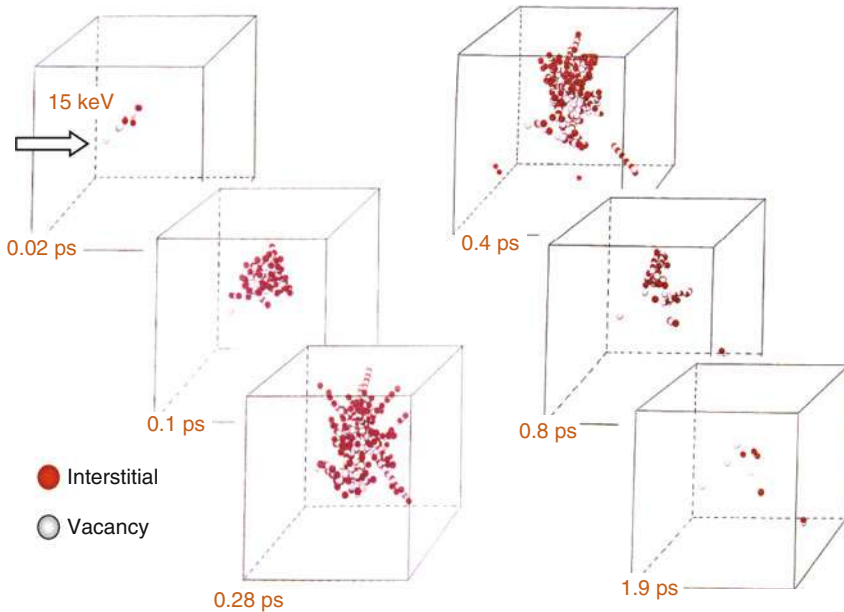 15 keV
0.02 ps
0.1 ps
0.28 ps
0.4 ps
0.8 ps
1.9 ps
Interstitial
Vacancy